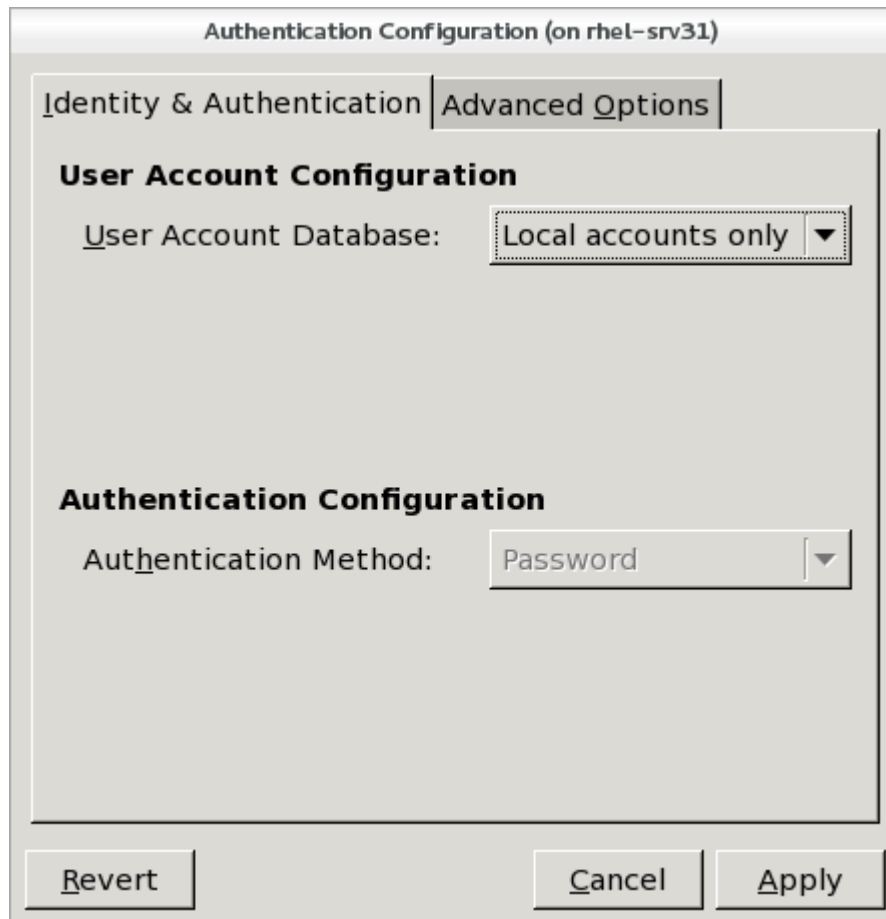 Authentication Configuration (on rhel-srv31)
Identity & Authentication
Advanced Options
User Account Configuration
User Account Database: Local accounts only
Authentication Configuration
Authentication Method: Password
Revert
Cancel
Apply